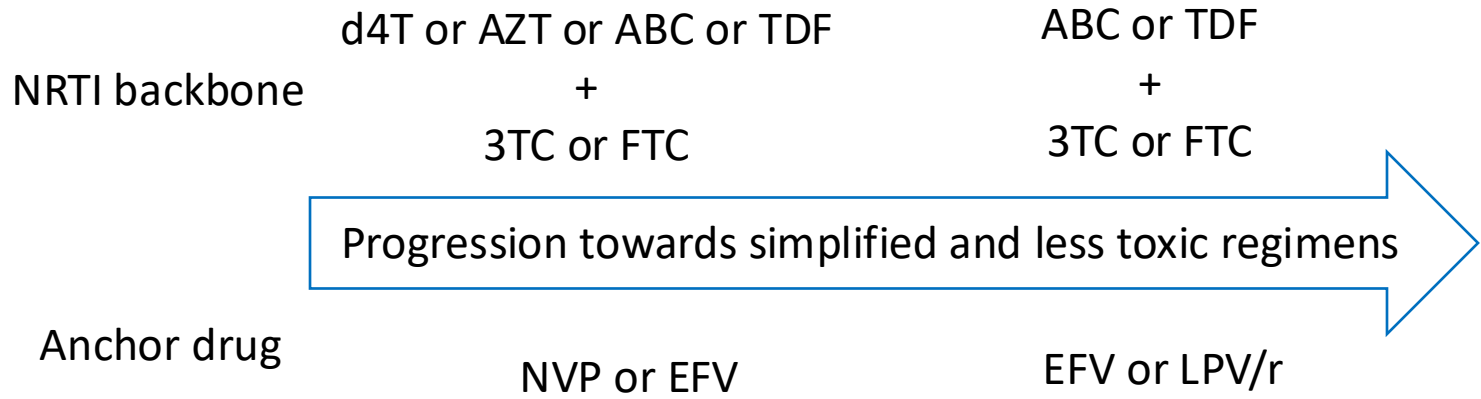 d4T or AZT or ABC or TDF
ABC or TDF
NRTI backbone
+
+
3TC or FTC
3TC or FTC
Progression towards simplified and less toxic regimens
Anchor drug
NVP or EFV
EFV or LPV/r